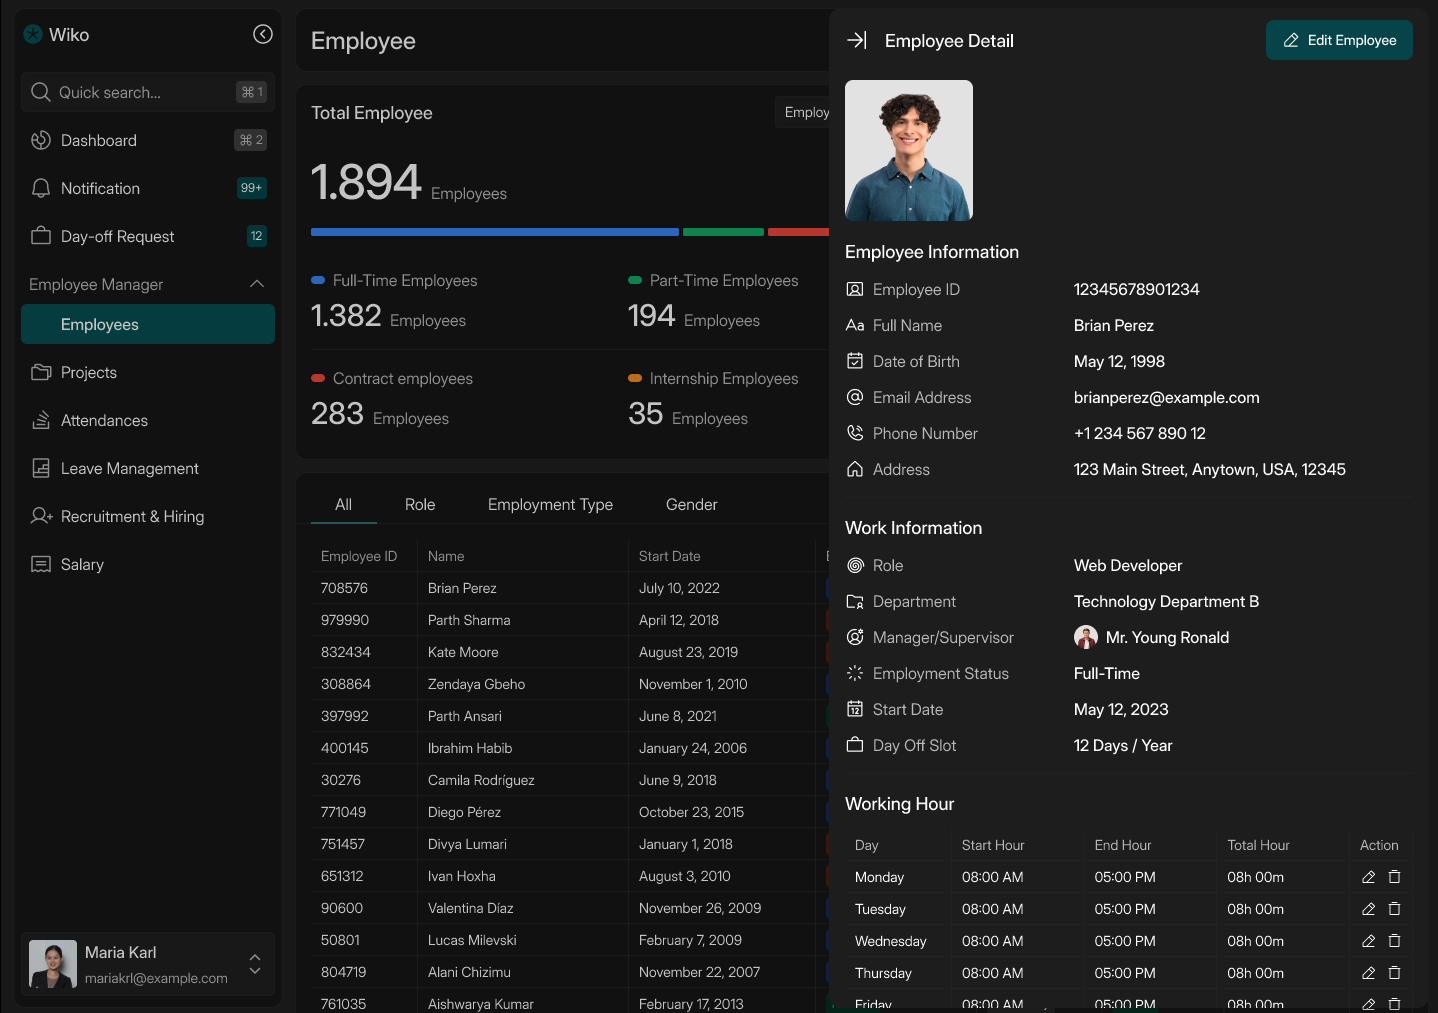 Wiko
Quick search...
⌘ 1
Dashboard
⌘ 2
Notification
99+
Day-off Request
12
Employee Manager
Employees
Projects
Attendances
Leave Management
Recruitment & Hiring
Salary
Maria Karl
mariakrl@example.com
Employee
Total Employee
Employ
1.894 Employees
Full-Time Employees
1.382 Employees
Part-Time Employees
194 Employees
Contract employees
283 Employees
Internship Employees
35 Employees
All Role Employment Type Gender
Employee ID Name Start Date
708576 Brian Perez July 10, 2022
979990 Parth Sharma April 12, 2018
832434 Kate Moore August 23, 2019
308864 Zendaya Gbeho November 1, 2010
397992 Parth Ansari June 8, 2021
400145 Ibrahim Habib January 24, 2006
30276 Camila Rodríguez June 9, 2018
771049 Diego Pérez October 23, 2015
751457 Divya Lumari January 1, 2018
651312 Ivan Hoxha August 3, 2010
90600 Valentina Díaz November 26, 2009
50801 Lucas Milevski February 7, 2009
804719 Alani Chizimu November 22, 2007
761035 Aishwarya Kumar February 17, 2013
Employee Detail
Edit Employee
Employee Information
Employee ID 12345678901234
Aa Full Name Brian Perez
Date of Birth May 12, 1998
Email Address brianperez@example.com
Phone Number +1 234 567 890 12
Address 123 Main Street, Anytown, USA, 12345
Work Information
Role Web Developer
Department Technology Department B
Manager/Supervisor Mr. Young Ronald
Employment Status Full-Time
12 Start Date May 12, 2023
Day Off Slot 12 Days / Year
Working Hour
Day Start Hour End Hour Total Hour Action
Monday 08:00 AM 05:00 PM 08h 00m
Tuesday 08:00 AM 05:00 PM 08h 00m
Wednesday 08:00 AM 05:00 PM 08h 00m
Thursday 08:00 AM 05:00 PM 08h 00m
Friday 08:00 AM 05:00 PM 08h 00m